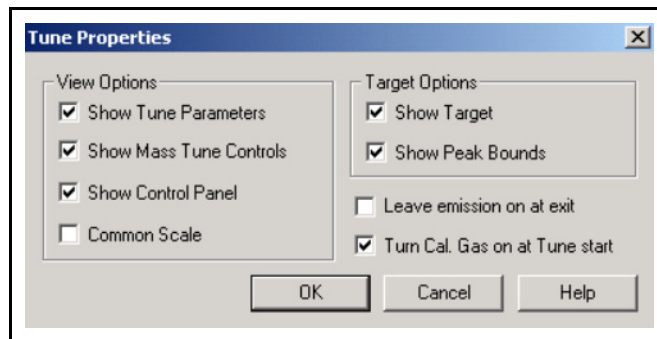 Tune Properties
View Options
Show Tune Parameters
Show Mass Tune Controls
Show Control Panel
Common Scale
Target Options
Show Target
Show Peak Bounds
Leave emission on at exit
Turn Cal. Gas on at Tune start
OK
Cancel
Help